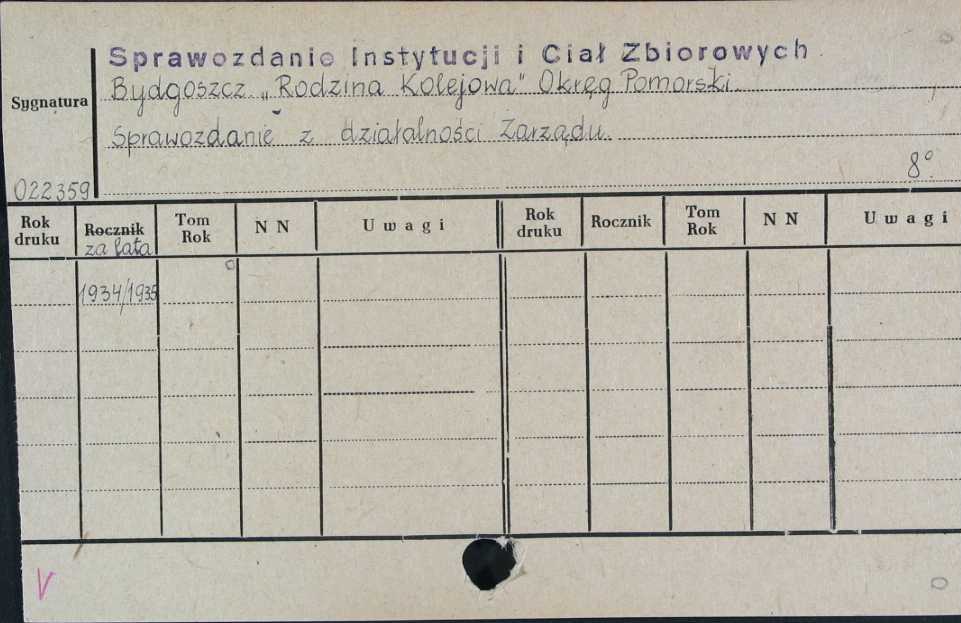 Sprawozdanie Instytucji i Ciał Zbiorowych
Bydgoszcz. „Rodzina Kolejowa" Okręg Pomorski.
Sygnatura
Sprawozdanie z działalności Zarządu.
8°
022359
Rok druku Rocznik za lata Tom Rok N N Uwagi Rok druku Rocznik Tom Rok N N Uwagi
1934/1935
V